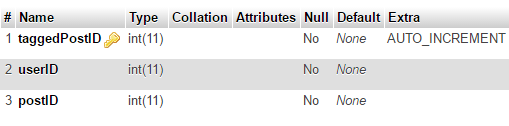 # Name Type Collation Attributes Null Default Extra
1 taggedPostID int(11) No None AUTO_INCREMENT
2 userID int(11) No None
3 postID int(11) No None